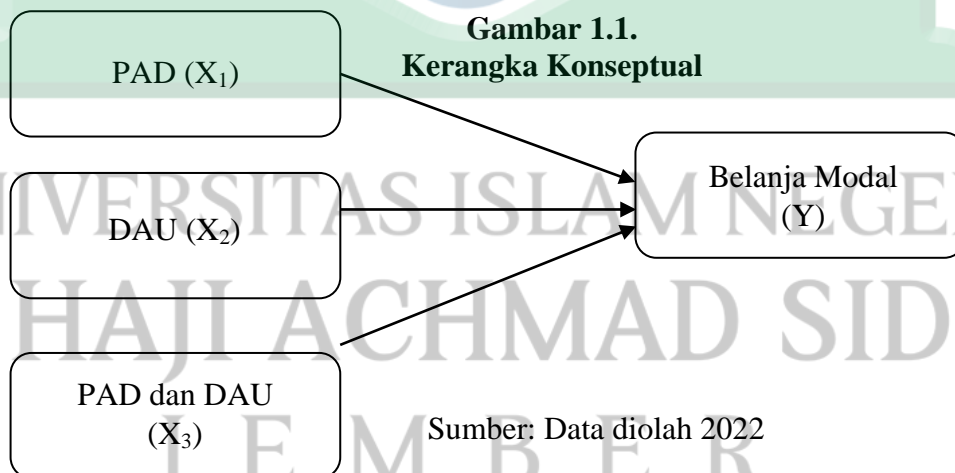 Gambar 1.1.
Kerangka Konseptual
PAD (X₁)
Belanja Modal
(Y)
DAU (X₂)
PAD dan DAU
(X₃)
Sumber: Data diolah 2022
IVERSITAS ISLAM NEGE
HAJI ACHMAD SID
J E M B E R